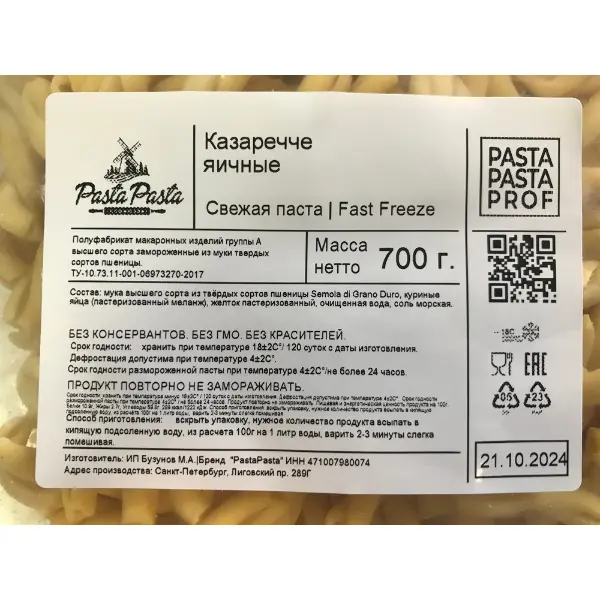 Казаречче
яичные
Pasta Pasta
Свежая паста | Fast Freeze
PASTA
PASTA
PROF
Полуфабрикат макаронных изделий группы А
высшего сорта замороженные из муки твердых
сортов пшеницы.
ТУ-10.73.11-001-06973270-2017
Масса
нетто
700 г.
Состав: мука высшего сорта из твёрдых сортов пшеницы Semola di Grano Duro, куриные
яйца (пастеризованный меланж), желток пастеризованный, очищенная вода, соль морская.
БЕЗ КОНСЕРВАНТОВ. БЕЗ ГМО. БЕЗ КРАСИТЕЛЕЙ.
Срок годности: хранить при температуре 18±2С°/ 120 суток с даты изготовления.
Дефростация допустима при температуре 4±2С°.
Срок годности размороженной пасты при температуре 4±2С°/не более 24 часов.
ПРОДУКТ ПОВТОРНО НЕ ЗАМОРАЖИВАТЬ.
Способ приготовления: вскрыть упаковку, нужное количество продукта всыпать в
кипящую подсоленную воду, из расчета 100г на 1 литр воды, варить 2-3 минуты слегка
помешивая.
- 18С
EAC
05
23
Изготовитель: ИП Бузунов М.А.|Бренд "PastaPasta" ИНН 471007980074
Адрес производства: Санкт-Петербург, Лиговский пр. 289Г
21.10.2024